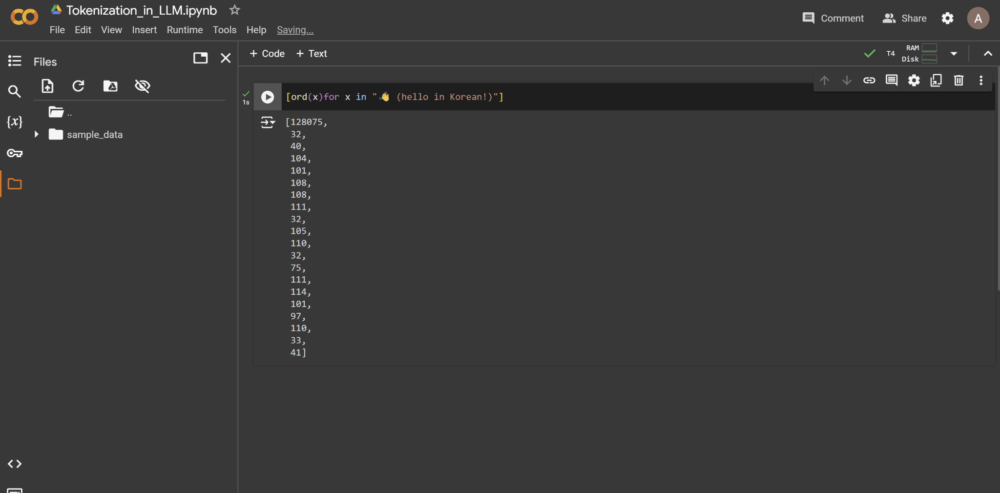 Tokenization_in_LLM.ipynb
Comment
Share
A
File Edit View Insert Runtime Tools Help Saving...
Files
+ Code + Text
T4
RAM
Disk
{x}
..
sample_data
1s
[ord(x)for x in "👋 (hello in Korean!)"]
[128075,
32,
40,
104,
101,
108,
108,
111,
32,
105,
110,
32,
75,
111,
114,
101,
97,
110,
33,
41]